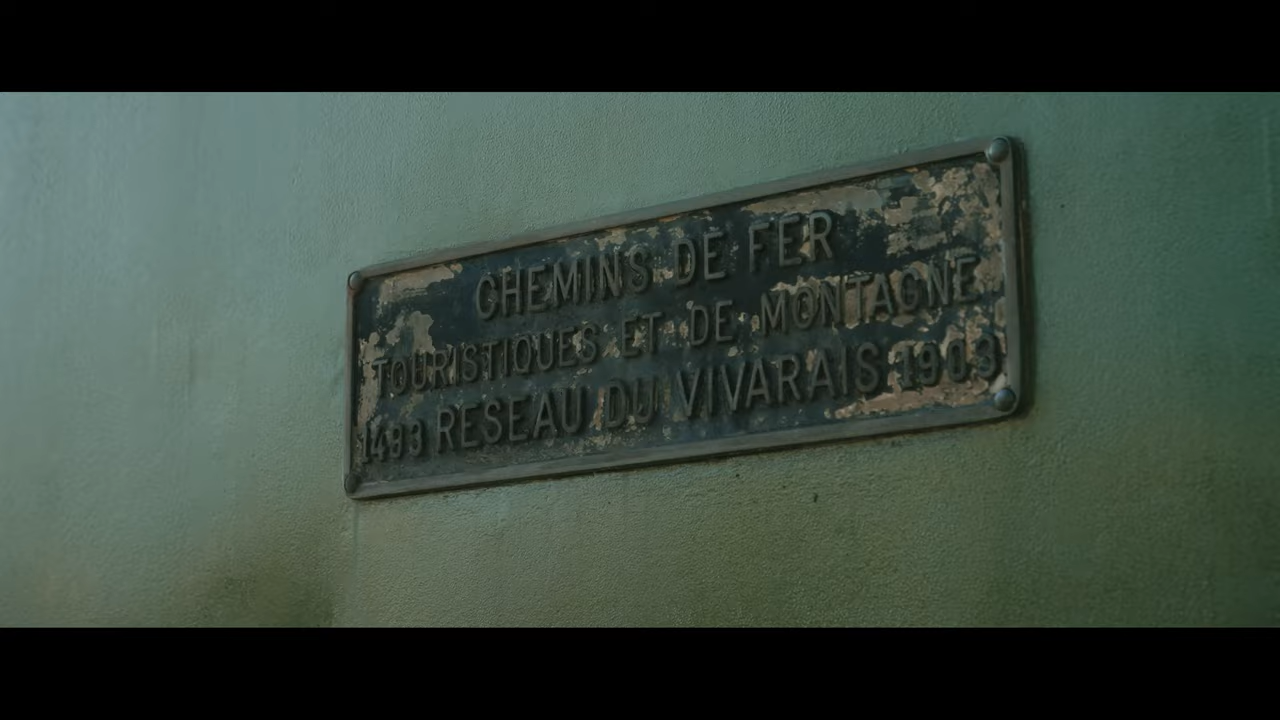 CHEMINS DE FER
TOURISTIQUES ET DE MONTAGNE
1493 RESEAU DU VIVARAIS 1903